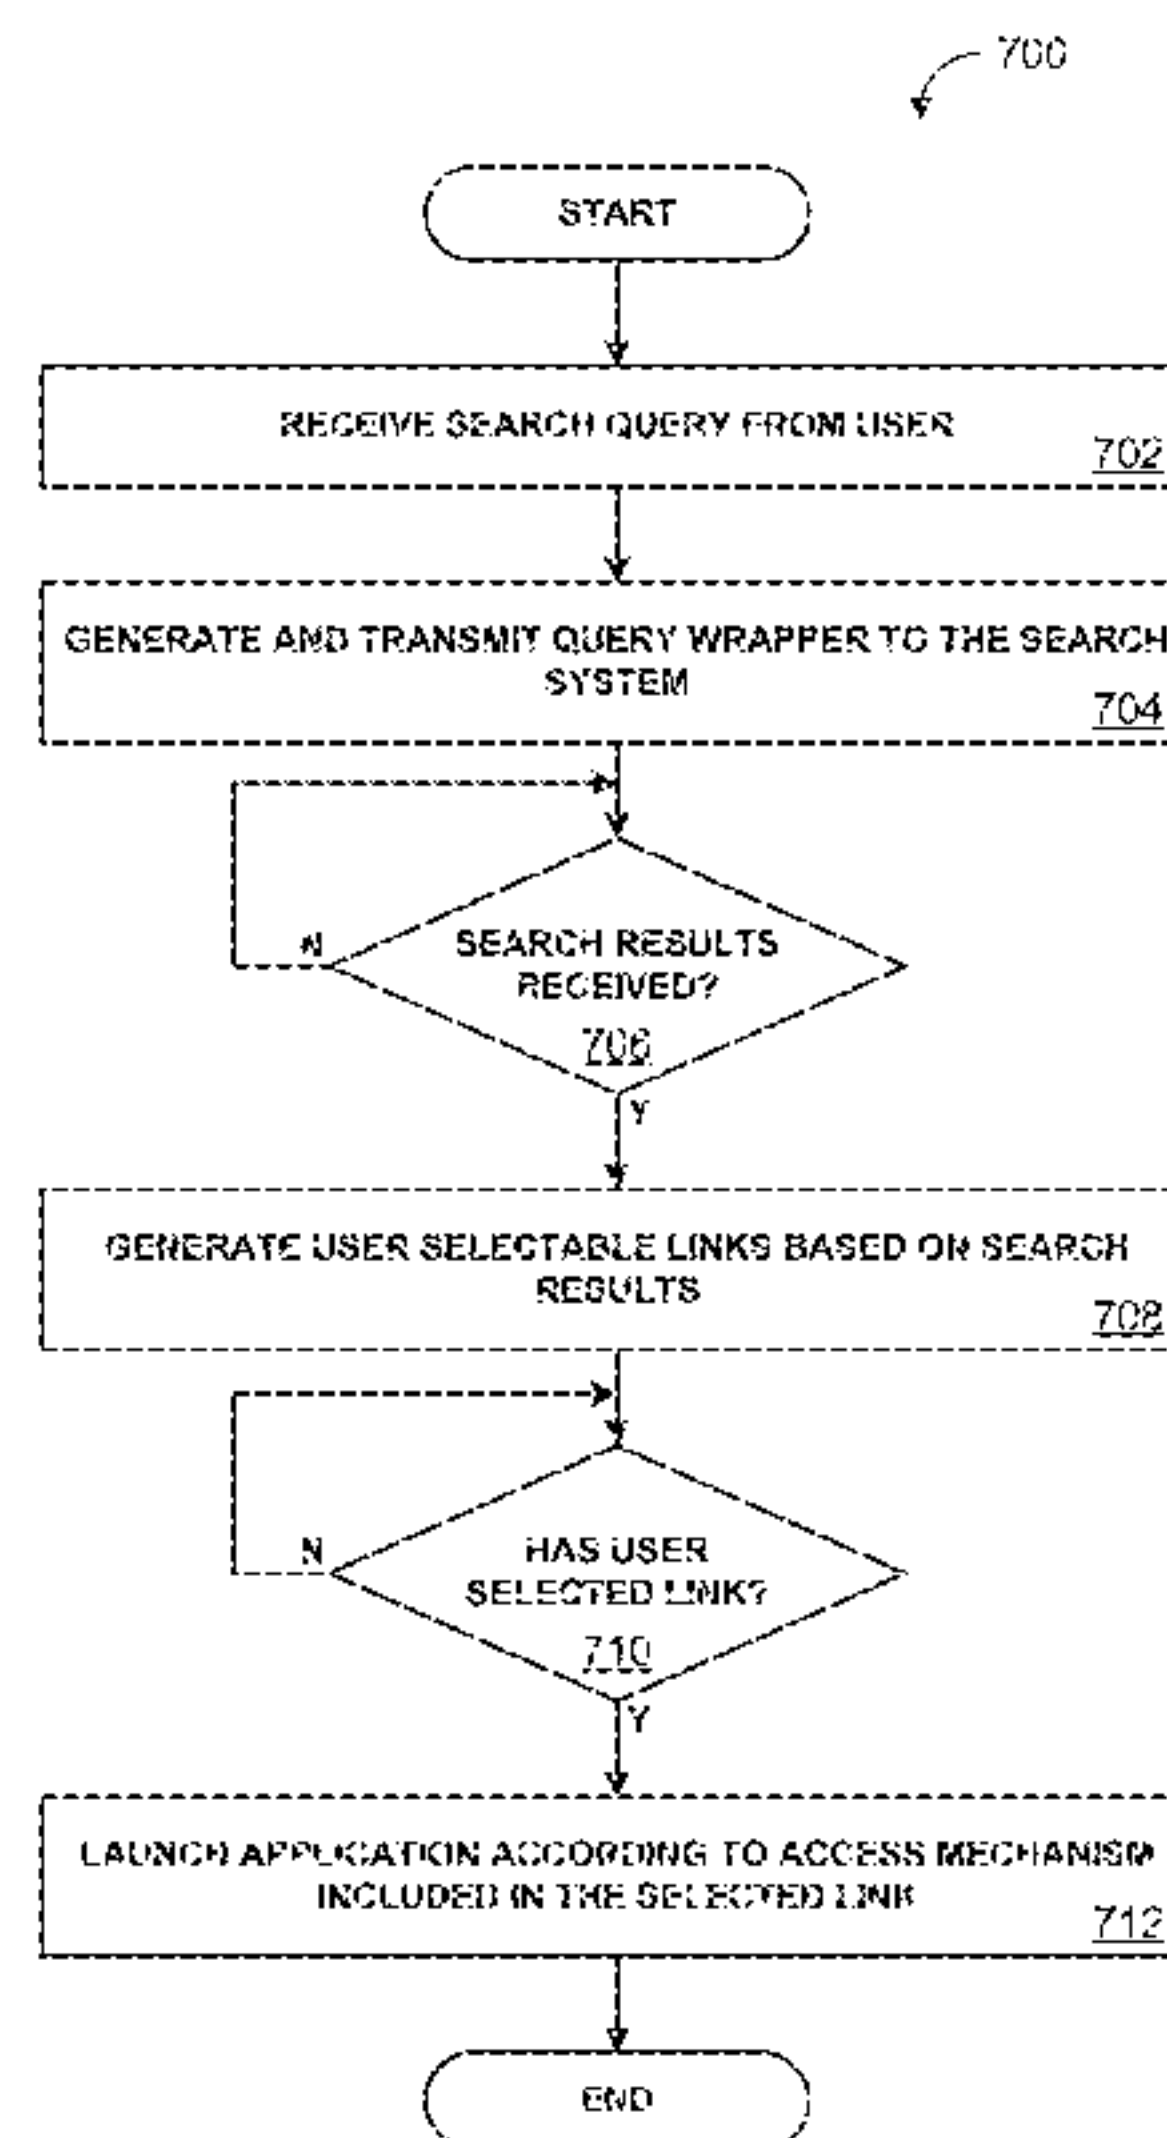 700
START
RECEIVE SEARCH QUERY FROM USER
702
GENERATE AND TRANSMIT QUERY WRAPPER TO THE SEARCH
SYSTEM
704
N
SEARCH RESULTS
RECEIVED?
706
Y
GENERATE USER SELECTABLE LINKS BASED ON SEARCH
RESULTS
708
N
HAS USER
SELECTED LINK?
710
Y
LAUNCH APPLICATION ACCORDING TO ACCESS MECHANISM
INCLUDED IN THE SELECTED LINK
712
END